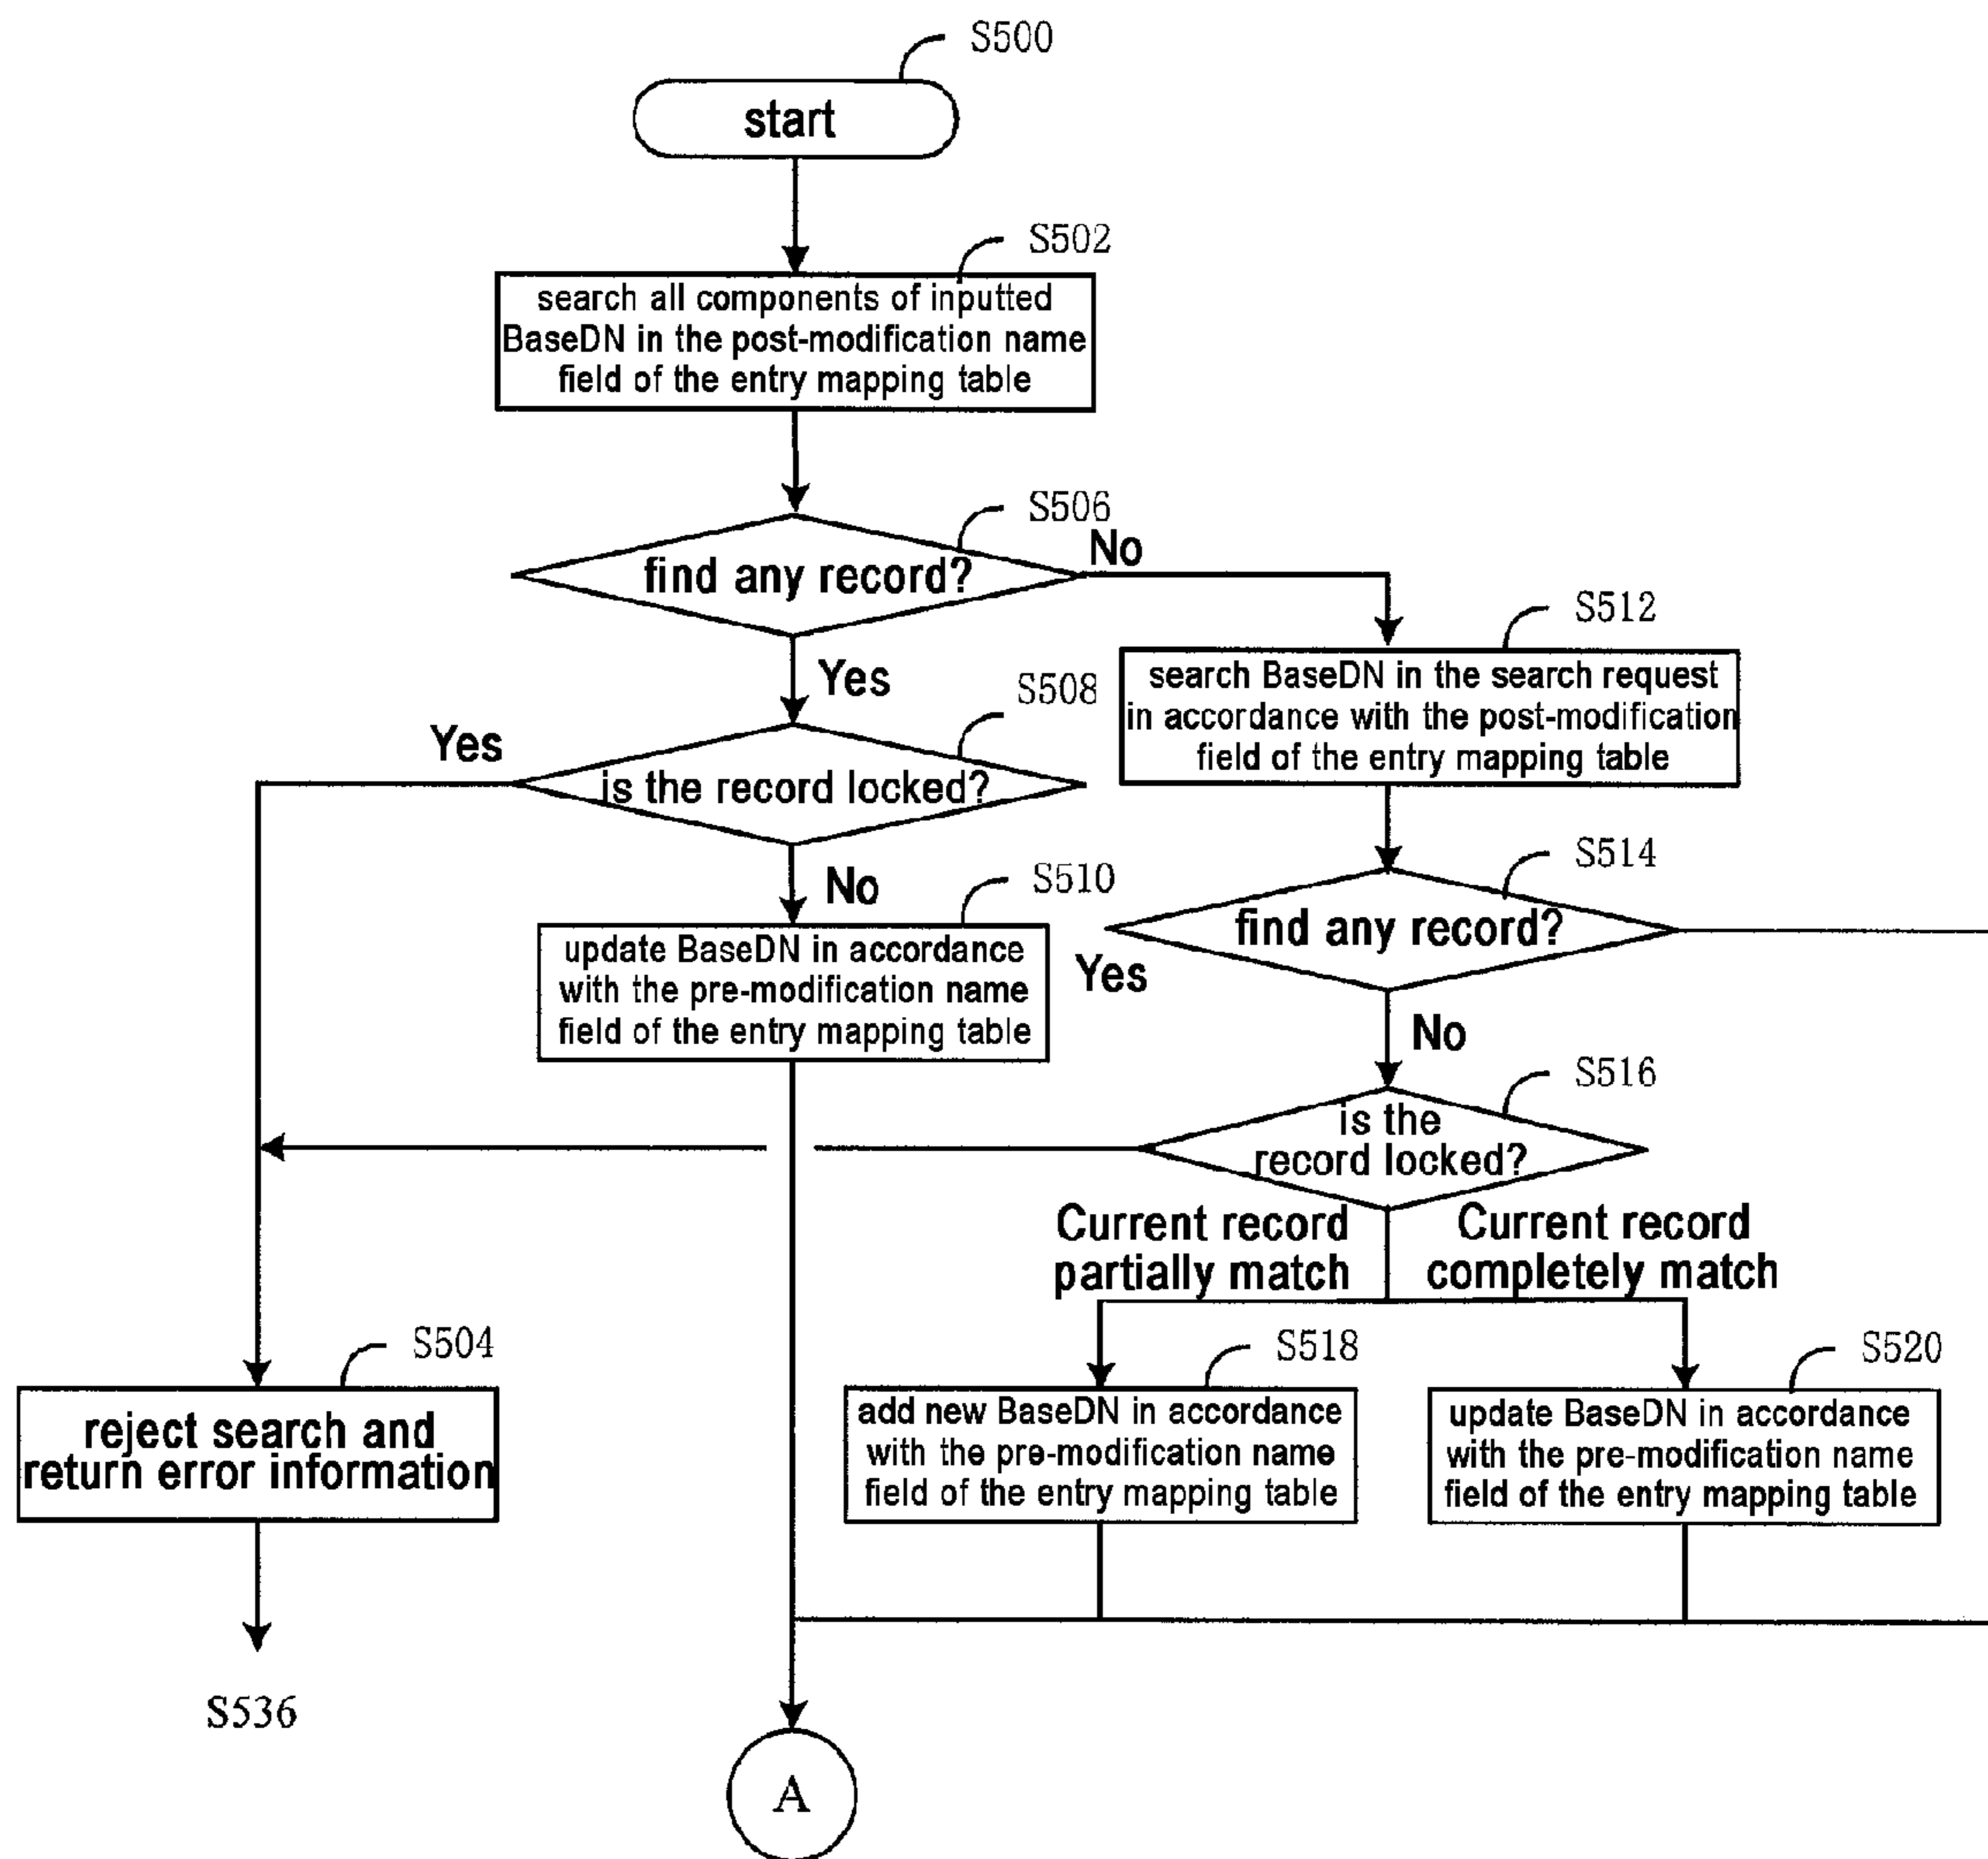 S500
start
S502
search all components of inputted
BaseDN in the post-modification name
field of the entry mapping table
S506
No
find any record?
S512
Yes
S508
search BaseDN in the search request
in accordance with the post-modification
field of the entry mapping table
Yes
is the record locked?
S514
No
S510
find any record?
update BaseDN in accordance
with the pre-modification name
field of the entry mapping table
Yes
No
S516
is the
record locked?
Current record
partially match
Current record
completely match
S504
S518
S520
reject search and
return error information
add new BaseDN in accordance
with the pre-modification name
field of the entry mapping table
update BaseDN in accordance
with the pre-modification name
field of the entry mapping table
S536
A